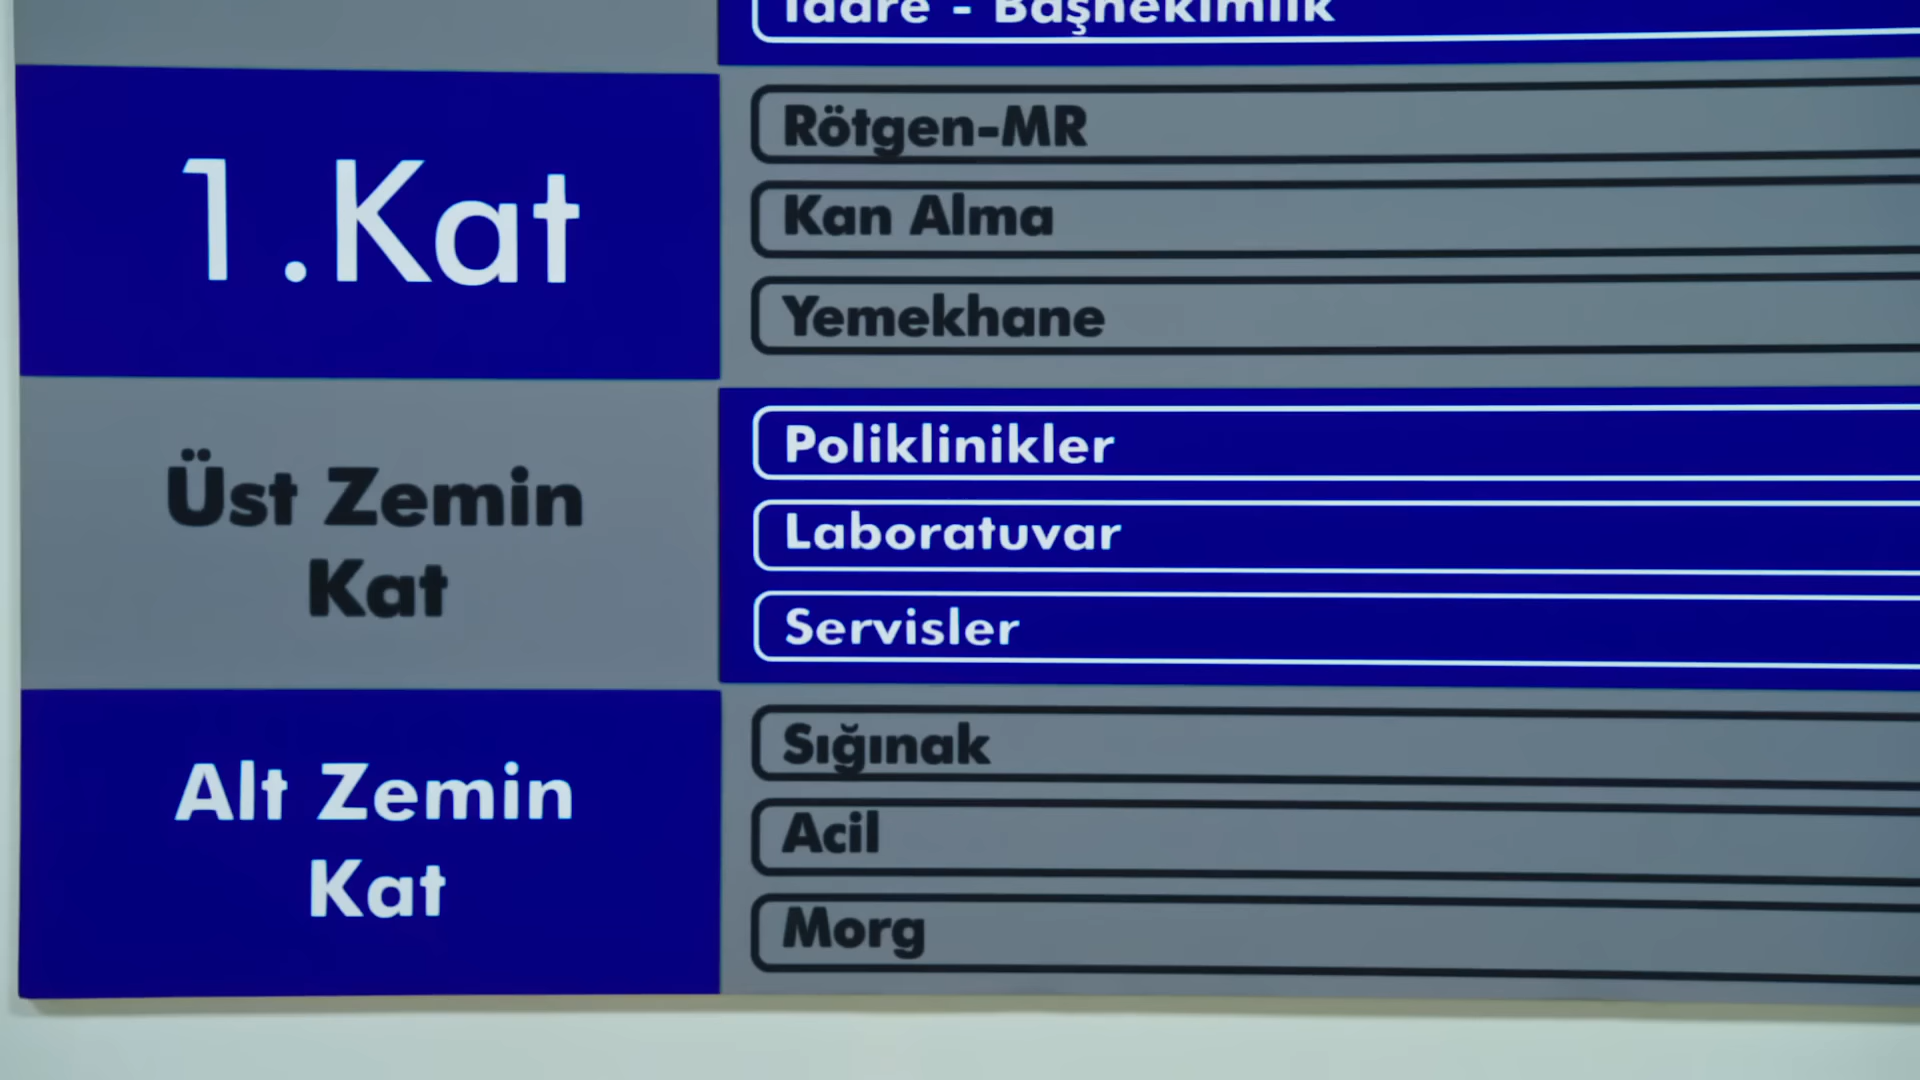 İdare - Başhekimlik
1.Kat
Rötgen-MR
Kan Alma
Yemekhane
Üst Zemin
Kat
Poliklinikler
Laboratuvar
Servisler
Alt Zemin
Kat
Sığınak
Acil
Morg